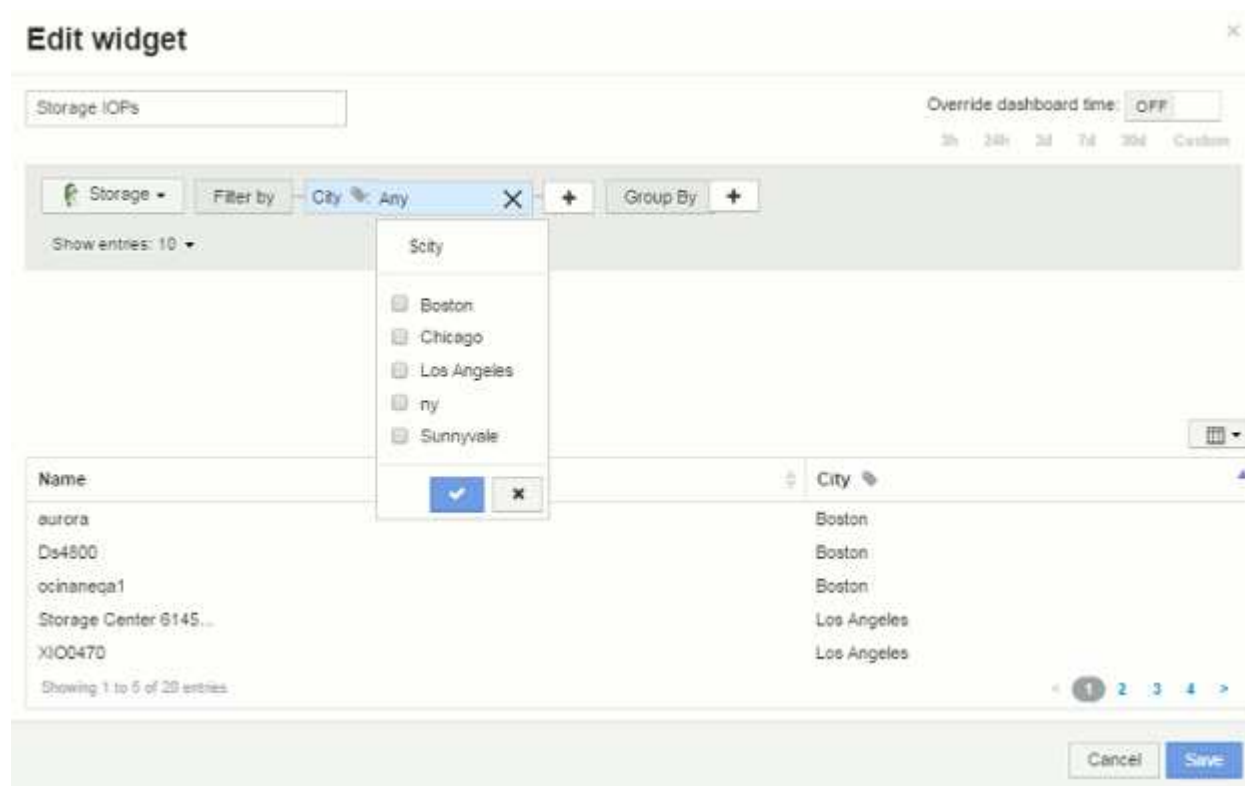 Edit widget
Storage IOPs
Override dashboard time: OFF
3h 24h 3d 7d 30d Custom
Storage Filter by City Any Group By
Show entries: 10
$city
Boston
Chicago
Los Angeles
ny
Sunnyvale
Name City
aurora Boston
Ds4800 Boston
ocinaneqa1 Boston
Storage Center 6145... Los Angeles
XIO0470 Los Angeles
Showing 1 to 5 of 20 entries
< 1 2 3 4 >
Cancel Save